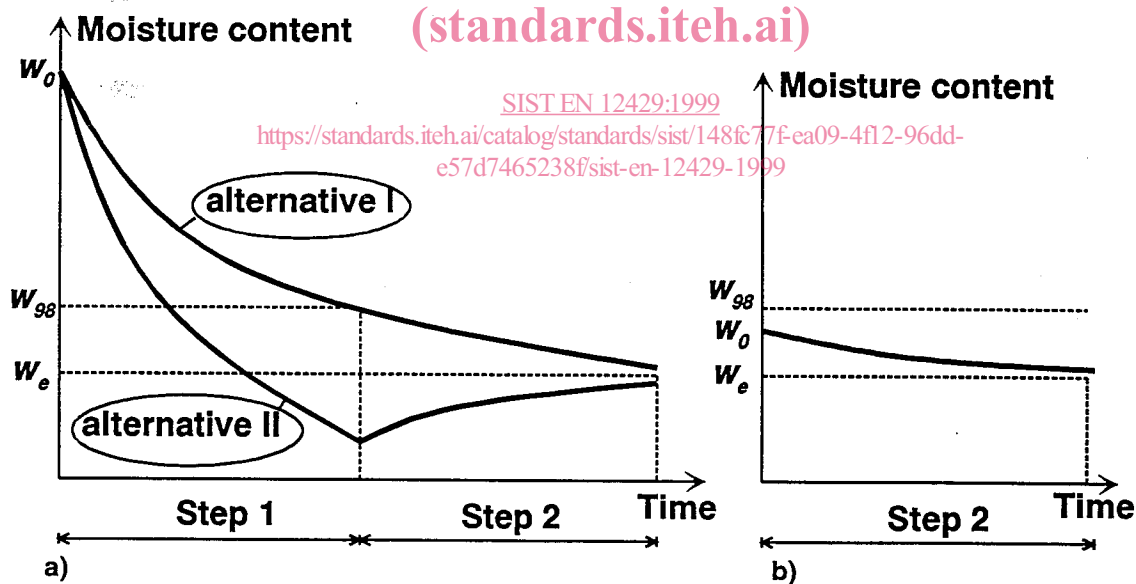 (standards.iteh.ai)
SIST EN 12429:1999
https://standards.iteh.ai/catalog/standards/sist/148fc77f-ea09-4f12-96dd-
e57d7465238f/sist-en-12429-1999
Moisture content
W0
alternative I
W98
We
alternative II
Time
Step 1
Step 2
a)
Moisture content
W98
W0
We
Time
Step 2
b)